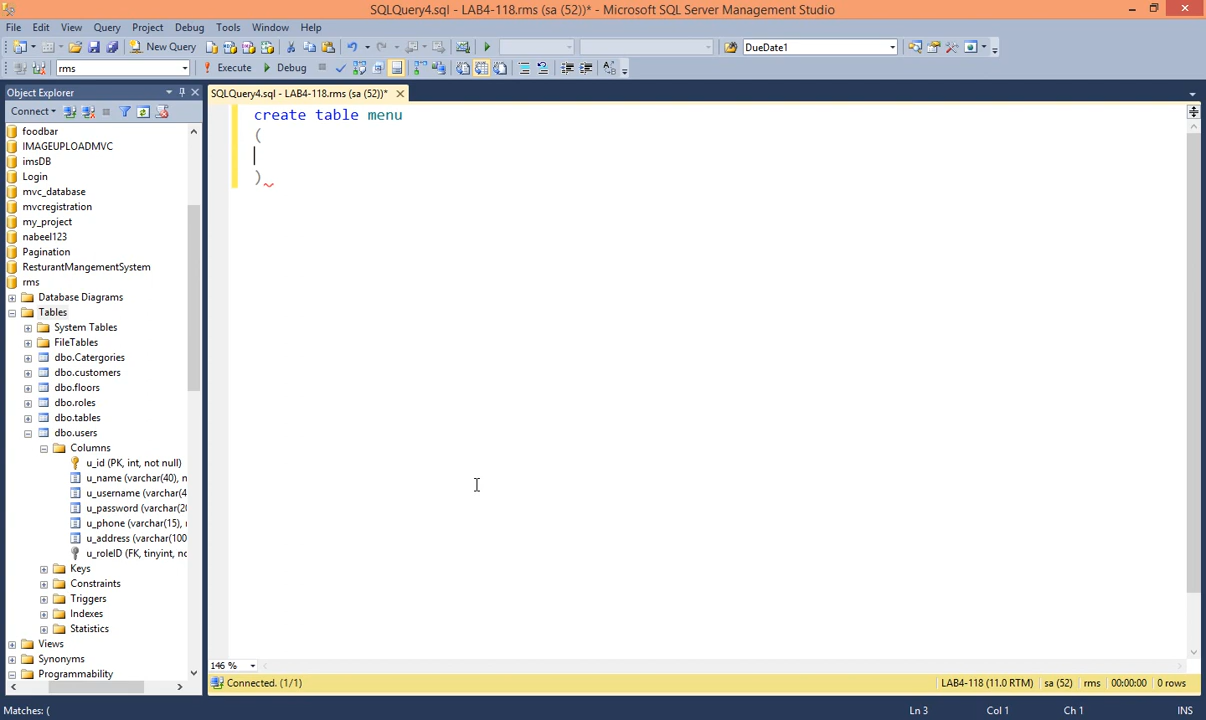 SQLQuery4.sql - LAB4-118.rms (sa (52))* - Microsoft SQL Server Management Studio
File Edit View Query Project Debug Tools Window Help
New Query DueDate1
rms Execute Debug
Object Explorer
SQLQuery4.sql - LAB4-118.rms (sa (52))*
Connect
create table menu
(
)
foodbar
IMAGEUPLOADMVC
imsDB
Login
mvc_database
mvcregistration
my_project
nabeel123
Pagination
ResturantMangementSystem
rms
Database Diagrams
Tables
System Tables
FileTables
dbo.Catergories
dbo.customers
dbo.floors
dbo.roles
dbo.tables
dbo.users
Columns
u_id (PK, int, not null)
u_name (varchar(40), n
u_username (varchar(4
u_password (varchar(20
u_phone (varchar(15), 
u_address (varchar(100
u_roleID (FK, tinyint, no
Keys
Constraints
Triggers
Indexes
Statistics
Views
Synonyms
Programmability
146 %
Connected. (1/1) LAB4-118 (11.0 RTM) sa (52) rms 00:00:00 0 rows
Matches: ( Ln 3 Col 1 Ch 1 INS